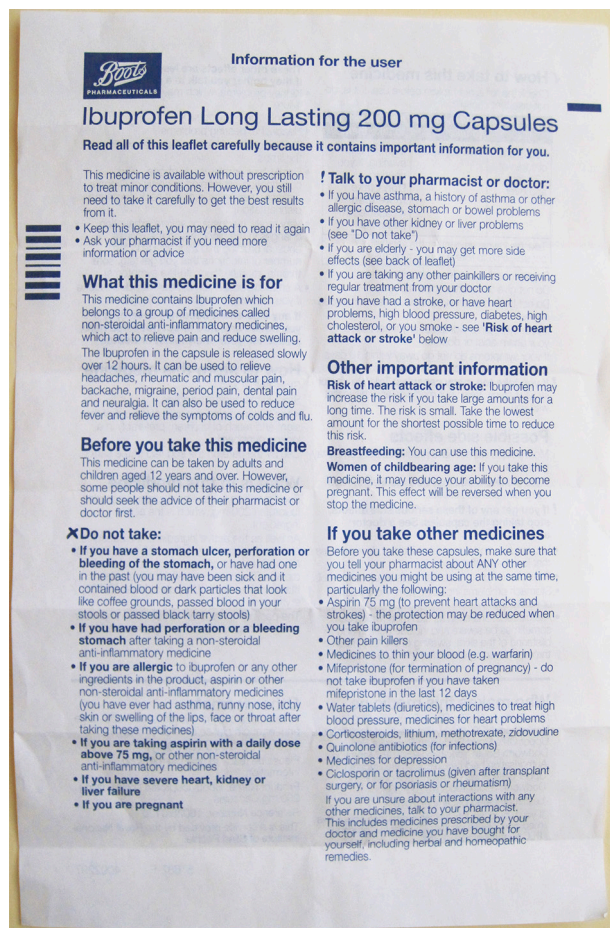 Boots
PHARMACEUTICALS
Information for the user
Ibuprofen Long Lasting 200 mg Capsules
Read all of this leaflet carefully because it contains important information for you.
This medicine is available without prescription
to treat minor conditions. However, you still
need to take it carefully to get the best results
from it.
• Keep this leaflet, you may need to read it again
• Ask your pharmacist if you need more
information or advice
What this medicine is for
This medicine contains Ibuprofen which
belongs to a group of medicines called
non-steroidal anti-inflammatory medicines,
which act to relieve pain and reduce swelling.
The Ibuprofen in the capsule is released slowly
over 12 hours. It can be used to relieve
headaches, rheumatic and muscular pain,
backache, migraine, period pain, dental pain
and neuralgia. It can also be used to reduce
fever and relieve the symptoms of colds and flu.
Before you take this medicine
This medicine can be taken by adults and
children aged 12 years and over. However,
some people should not take this medicine or
should seek the advice of their pharmacist or
doctor first.
✗Do not take:
• If you have a stomach ulcer, perforation or
bleeding of the stomach, or have had one
in the past (you may have been sick and it
contained blood or dark particles that look
like coffee grounds, passed blood in your
stools or passed black tarry stools)
• If you have had perforation or a bleeding
stomach after taking a non-steroidal
anti-inflammatory medicine
• If you are allergic to ibuprofen or any other
ingredients in the product, aspirin or other
non-steroidal anti-inflammatory medicines
(you have ever had asthma, runny nose, itchy
skin or swelling of the lips, face or throat after
taking these medicines)
• If you are taking aspirin with a daily dose
above 75 mg, or other non-steroidal
anti-inflammatory medicines
• If you have severe heart, kidney or
liver failure
• If you are pregnant
! Talk to your pharmacist or doctor:
• If you have asthma, a history of asthma or other
allergic disease, stomach or bowel problems
• If you have other kidney or liver problems
(see "Do not take")
• If you are elderly - you may get more side
effects (see back of leaflet)
• If you are taking any other painkillers or receiving
regular treatment from your doctor
• If you have had a stroke, or have heart
problems, high blood pressure, diabetes, high
cholesterol, or you smoke - see 'Risk of heart
attack or stroke' below
Other important information
Risk of heart attack or stroke: Ibuprofen may
increase the risk if you take large amounts for a
long time. The risk is small. Take the lowest
amount for the shortest possible time to reduce
this risk.
Breastfeeding: You can use this medicine.
Women of childbearing age: If you take this
medicine, it may reduce your ability to become
pregnant. This effect will be reversed when you
stop the medicine.
If you take other medicines
Before you take these capsules, make sure that
you tell your pharmacist about ANY other
medicines you might be using at the same time,
particularly the following:
• Aspirin 75 mg (to prevent heart attacks and
strokes) - the protection may be reduced when
you take ibuprofen
• Other pain killers
• Medicines to thin your blood (e.g. warfarin)
• Mifepristone (for termination of pregnancy) - do
not take ibuprofen if you have taken
mifepristone in the last 12 days
• Water tablets (diuretics), medicines to treat high
blood pressure, medicines for heart problems
• Corticosteroids, lithium, methotrexate, zidovudine
• Quinolone antibiotics (for infections)
• Medicines for depression
• Ciclosporin or tacrolimus (given after transplant
surgery, or for psoriasis or rheumatism)
If you are unsure about interactions with any
other medicines, talk to your pharmacist.
This includes medicines prescribed by your
doctor and medicine you have bought for
yourself, including herbal and homeopathic
remedies.